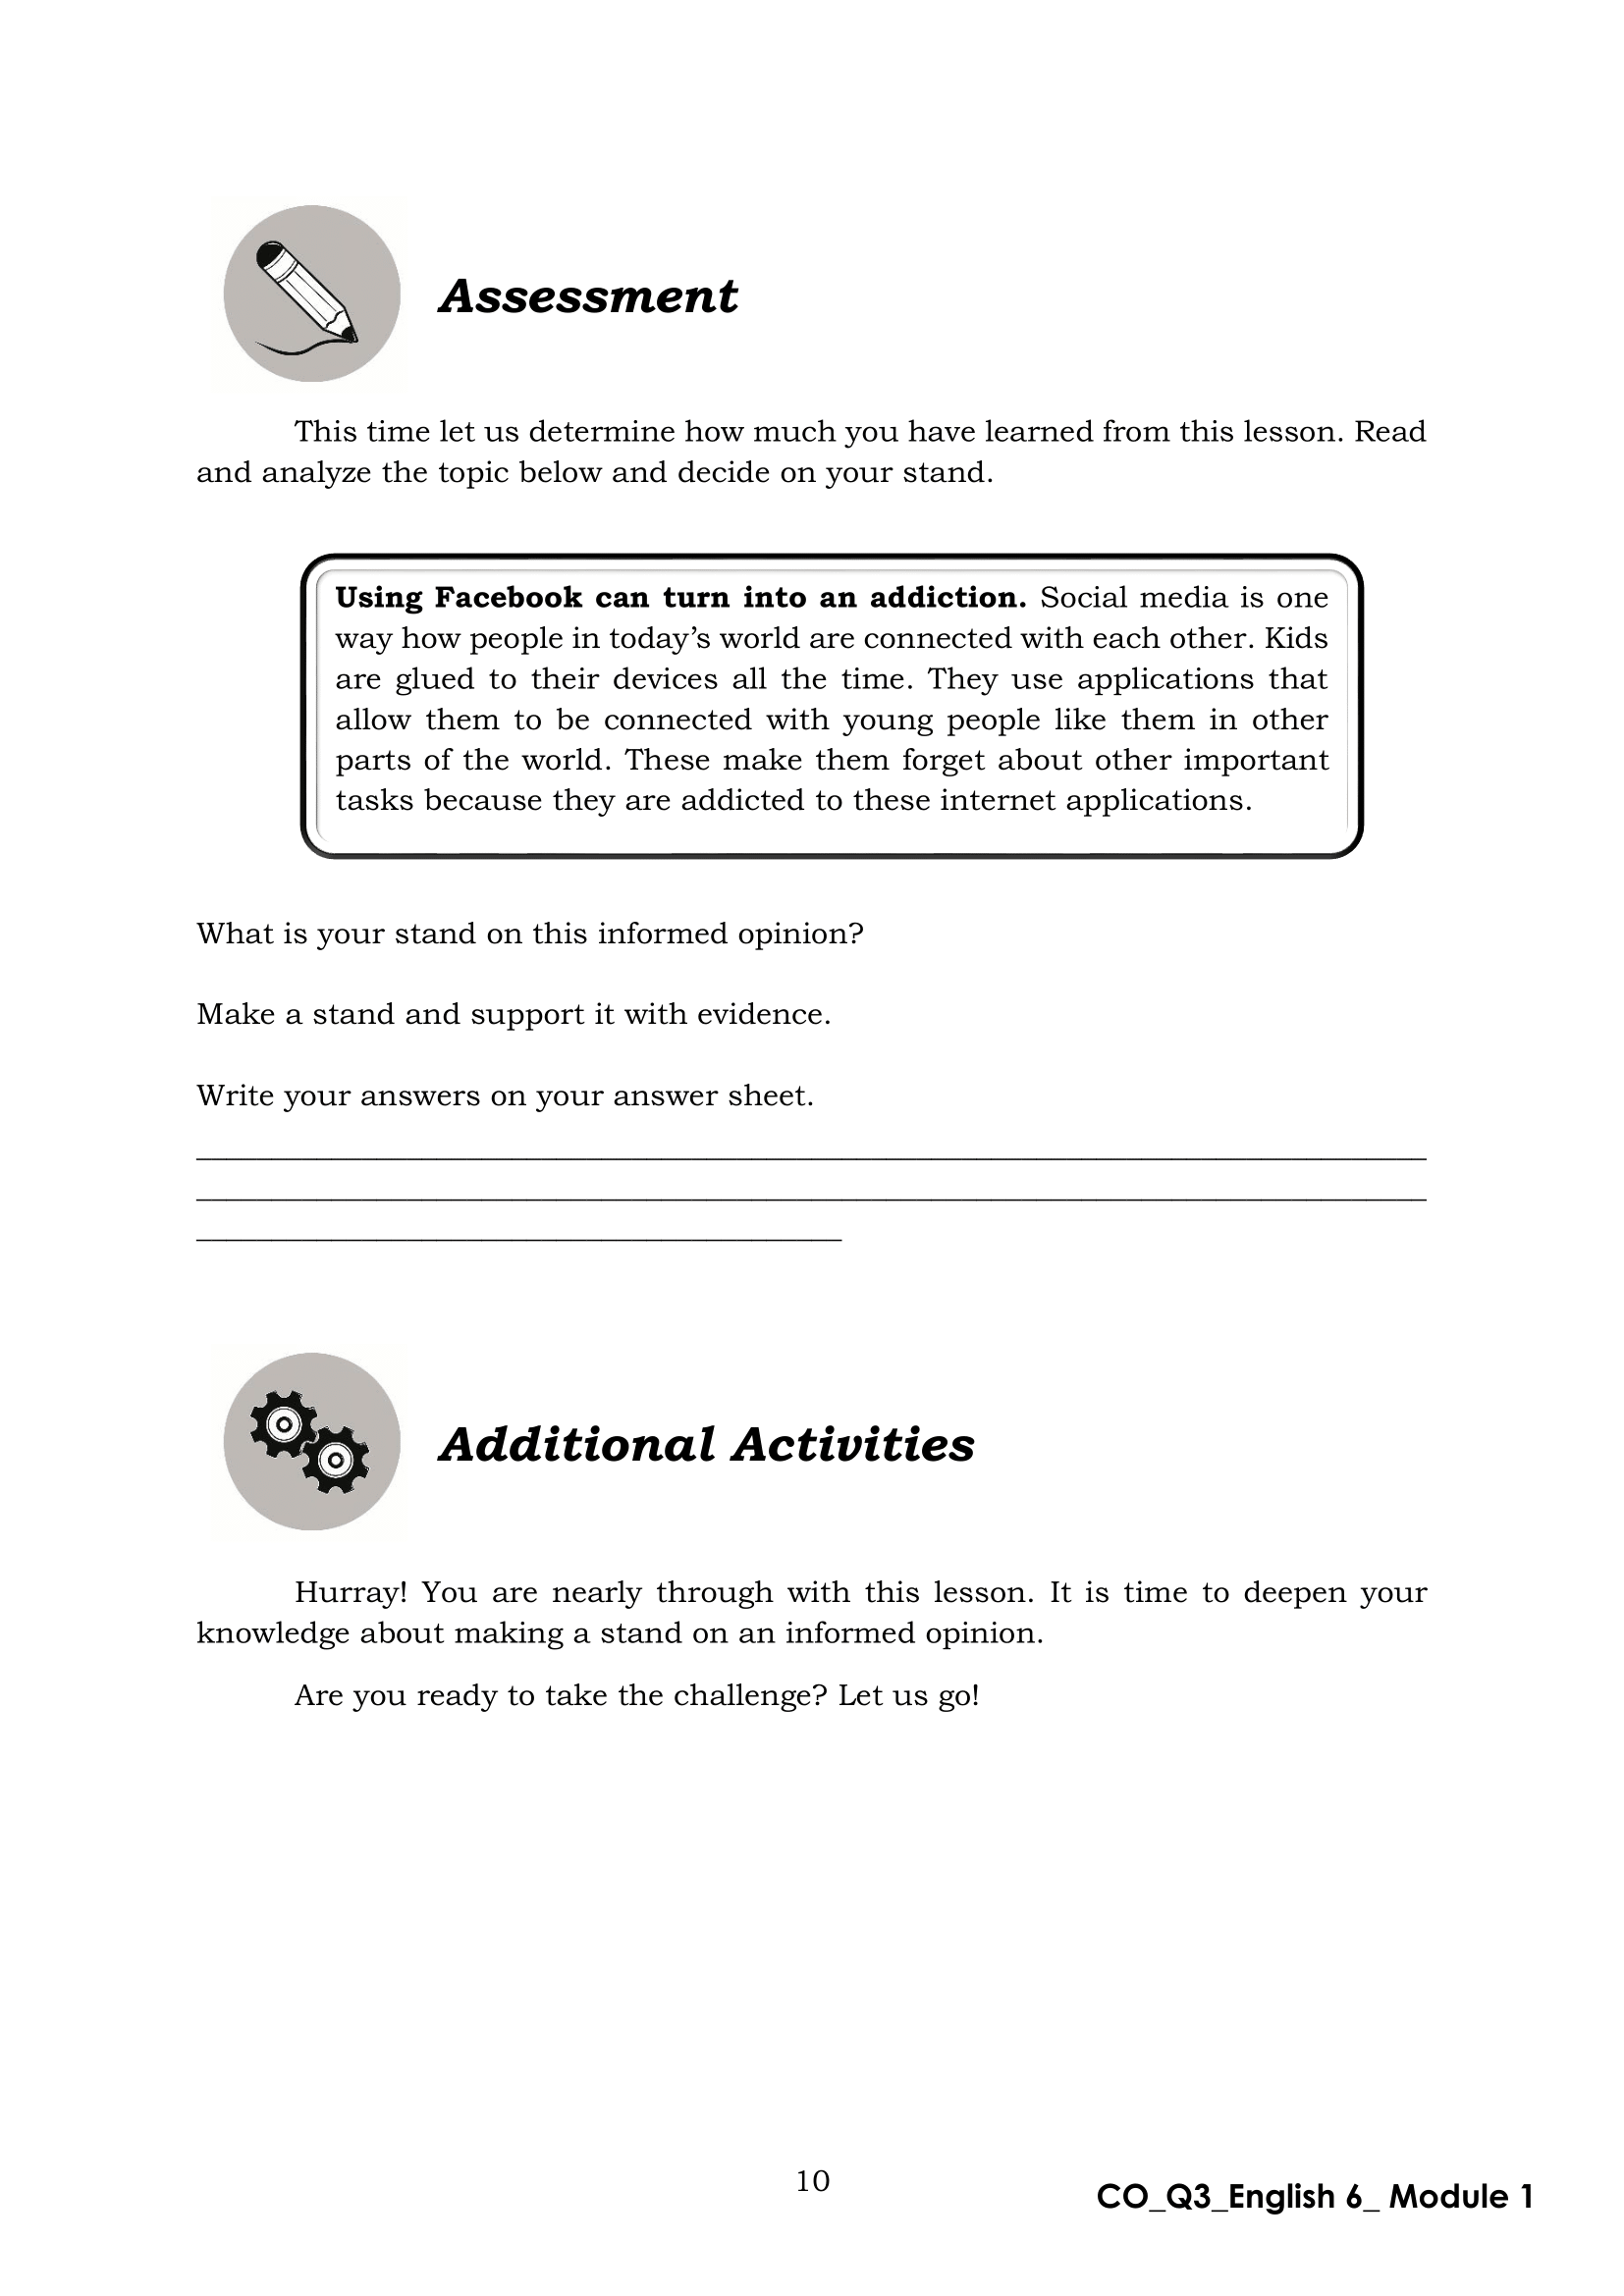 Assessment
This time let us determine how much you have learned from this lesson. Read
and analyze the topic below and decide on your stand.
Using Facebook can turn into an addiction. Social media is one
way how people in today’s world are connected with each other. Kids
are glued to their devices all the time. They use applications that
allow them to be connected with young people like them in other
parts of the world. These make them forget about other important
tasks because they are addicted to these internet applications.
What is your stand on this informed opinion?
Make a stand and support it with evidence.
Write your answers on your answer sheet.
Additional Activities
Hurray! You are nearly through with this lesson. It is time to deepen your
knowledge about making a stand on an informed opinion.
Are you ready to take the challenge? Let us go!
10
CO_Q3_English 6_ Module 1